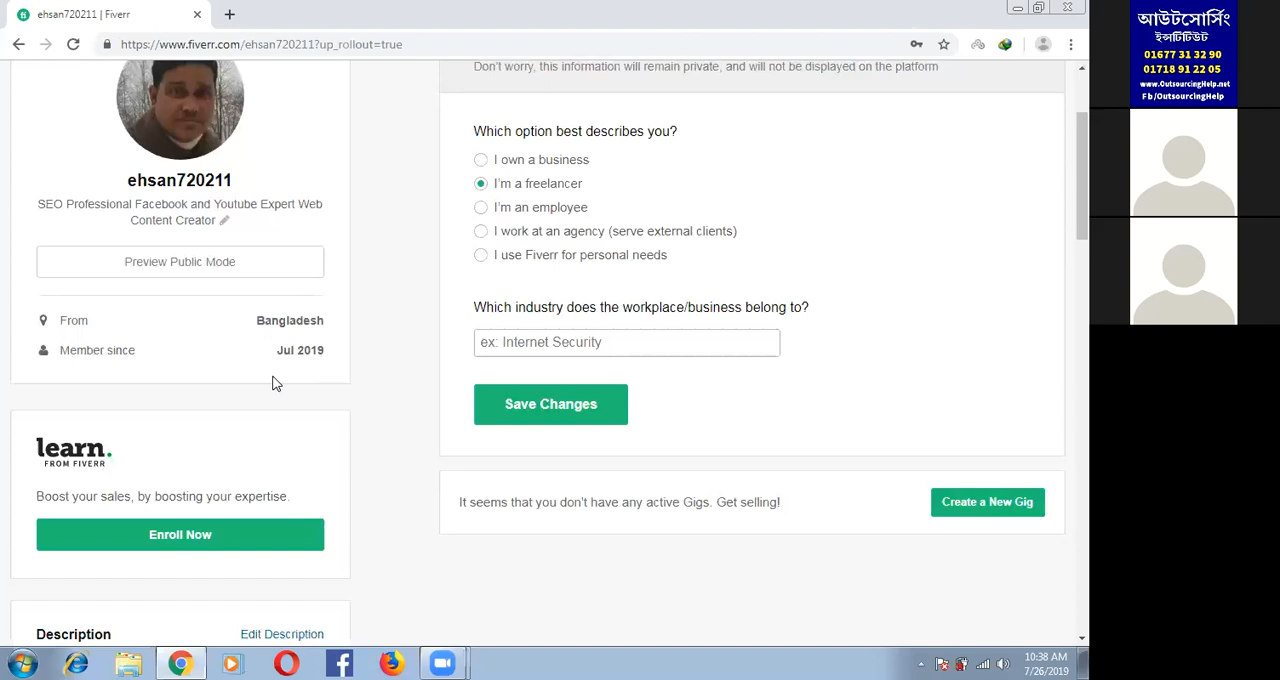 ehsan720211 | Fiverr
https://www.fiverr.com/ehsan720211?up_rollout=true
ehsan720211
SEO Professional Facebook and Youtube Expert Web
Content Creator
Preview Public Mode
From Bangladesh
Member since Jul 2019
learn.
FROM FIVERR
Boost your sales, by boosting your expertise.
Enroll Now
Description Edit Description
Don't worry, this information will remain private, and will not be displayed on the platform
Which option best describes you?
I own a business
I'm a freelancer
I'm an employee
I work at an agency (serve external clients)
I use Fiverr for personal needs
Which industry does the workplace/business belong to?
ex: Internet Security
Save Changes
It seems that you don't have any active Gigs. Get selling!
Create a New Gig
আউটসোর্সিং
ইন্সটিটিউট
01677 31 32 90
01718 91 22 05
www.OutsourcingHelp.net
Fb/OutsourcingHelp
10:38 AM
7/26/2019